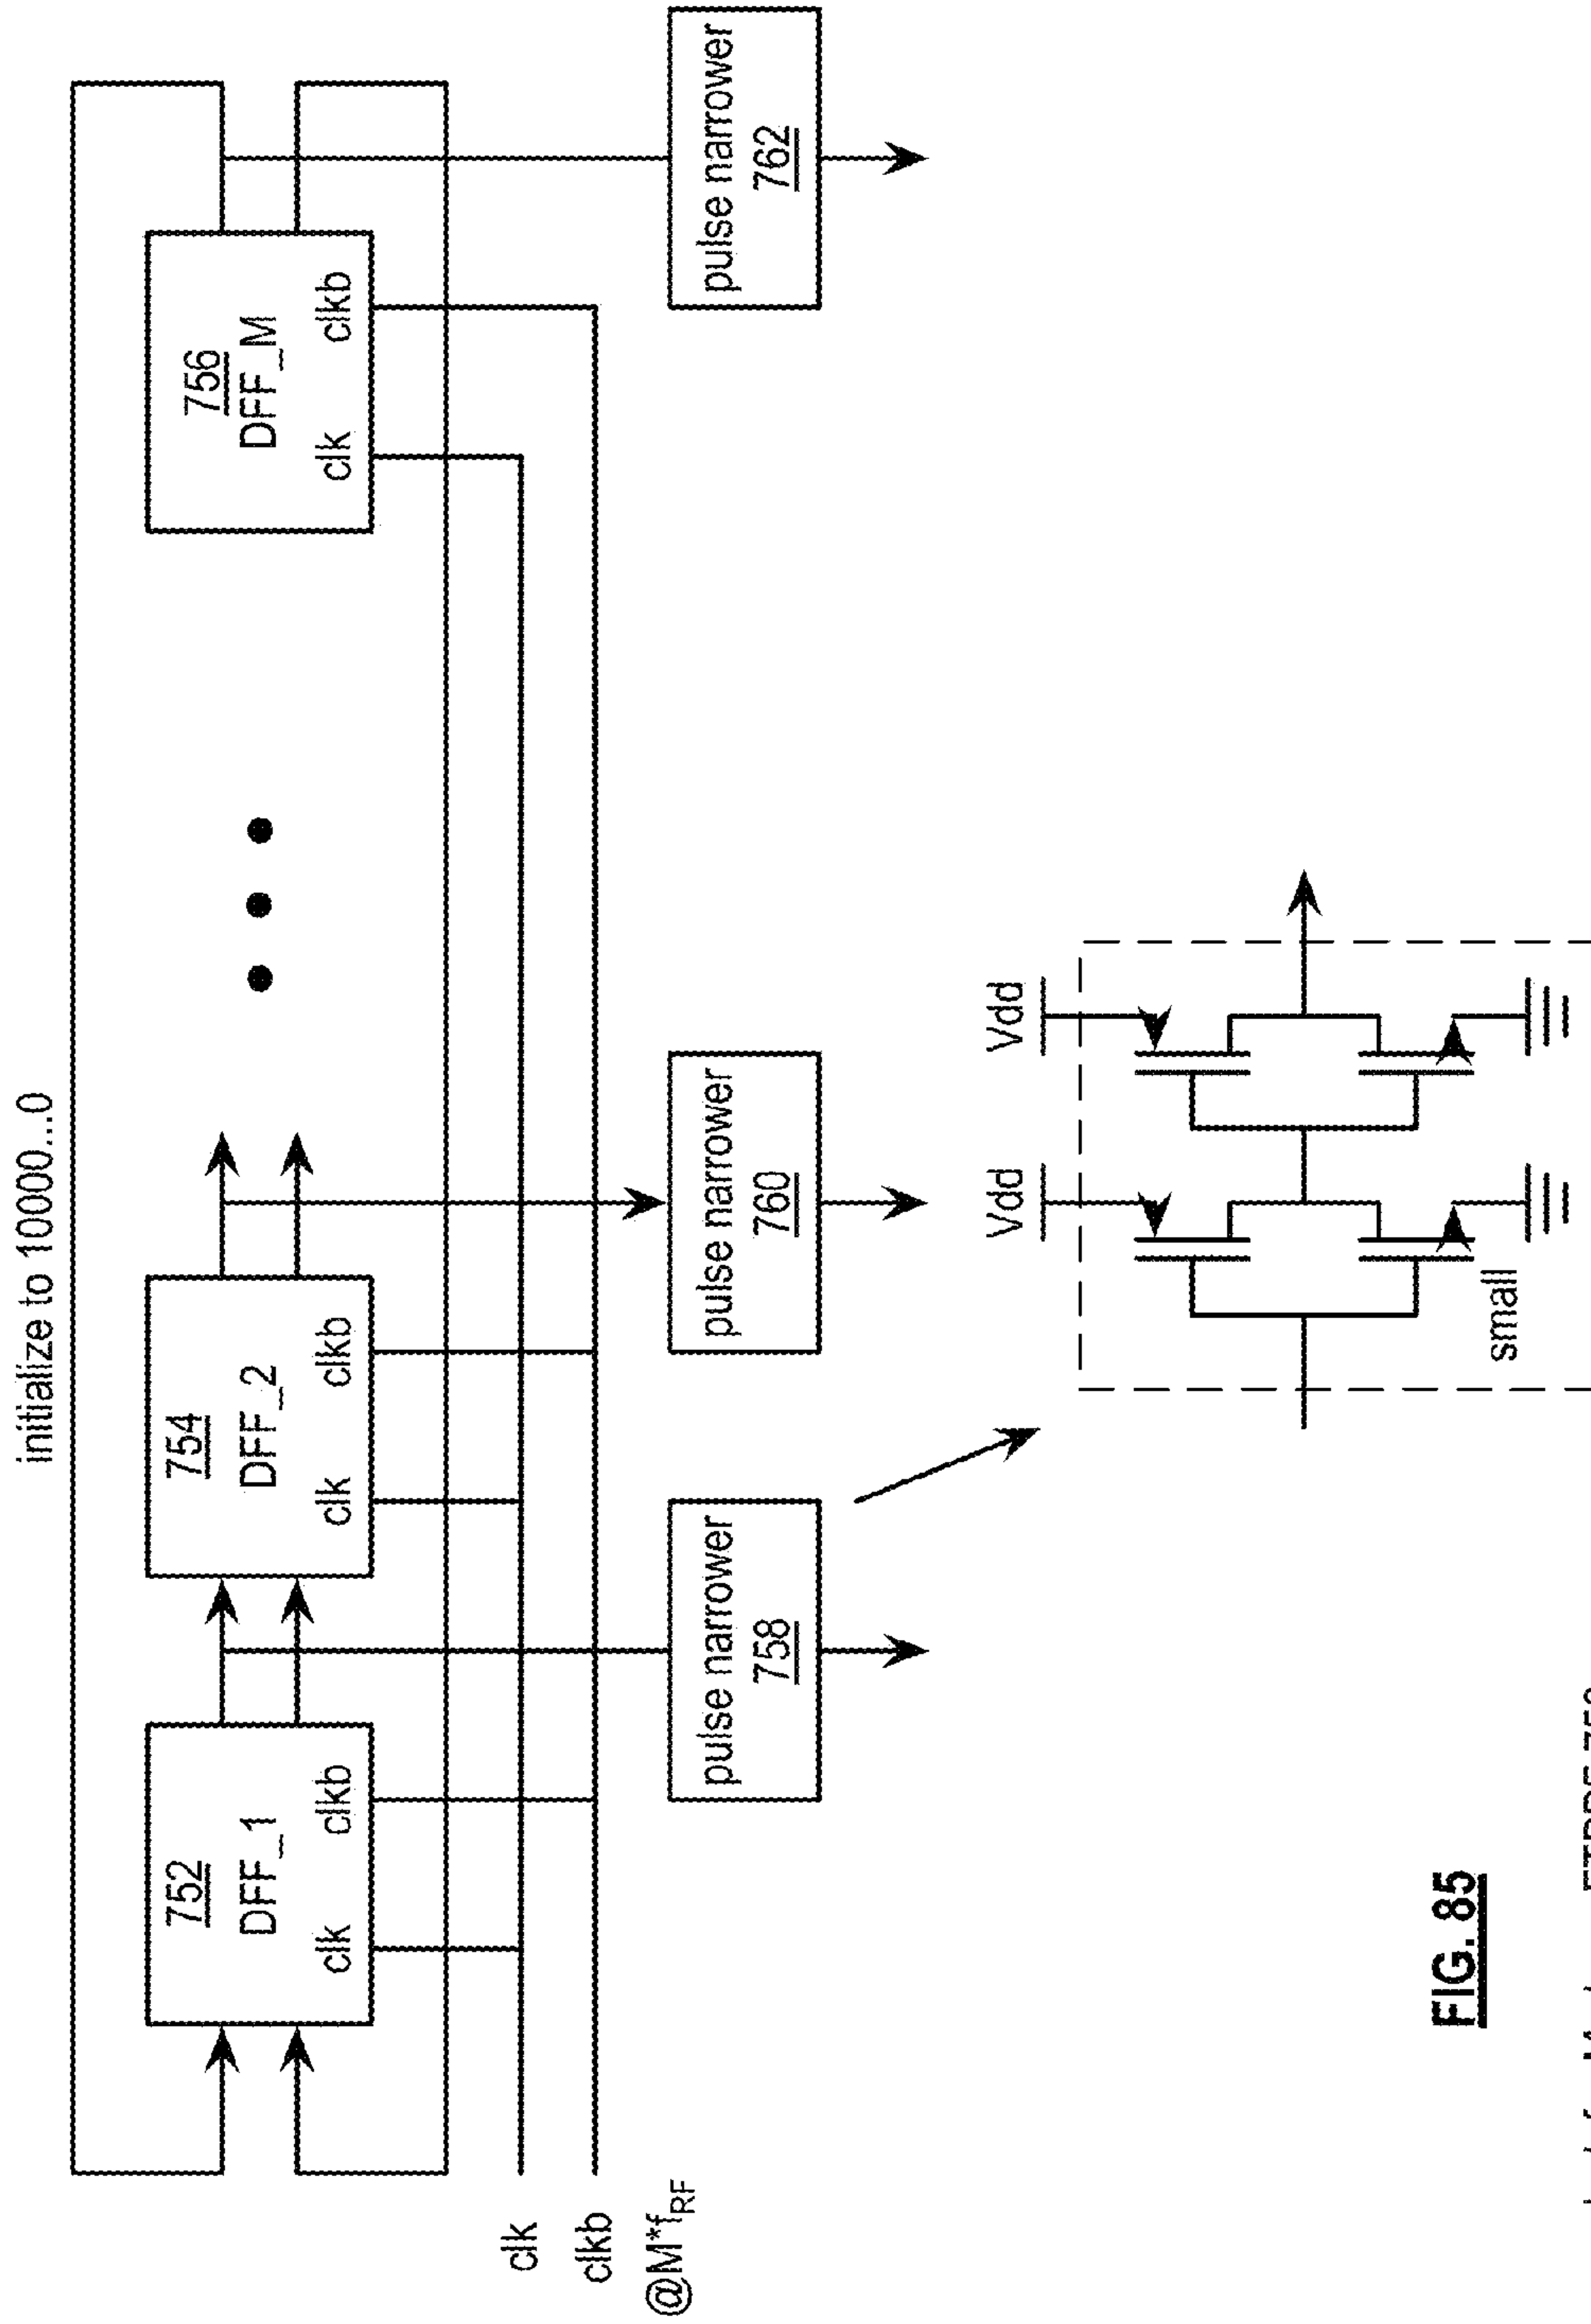 initialize to 10000...0
752
DFF_1
clk
clkb
754
DFF_2
clk
clkb
756
DFF_M
clk
clkb
clk
clkb
@M*f_RF
pulse narrower
758
pulse narrower
760
pulse narrower
762
Vdd
Vdd
small
FIG. 85